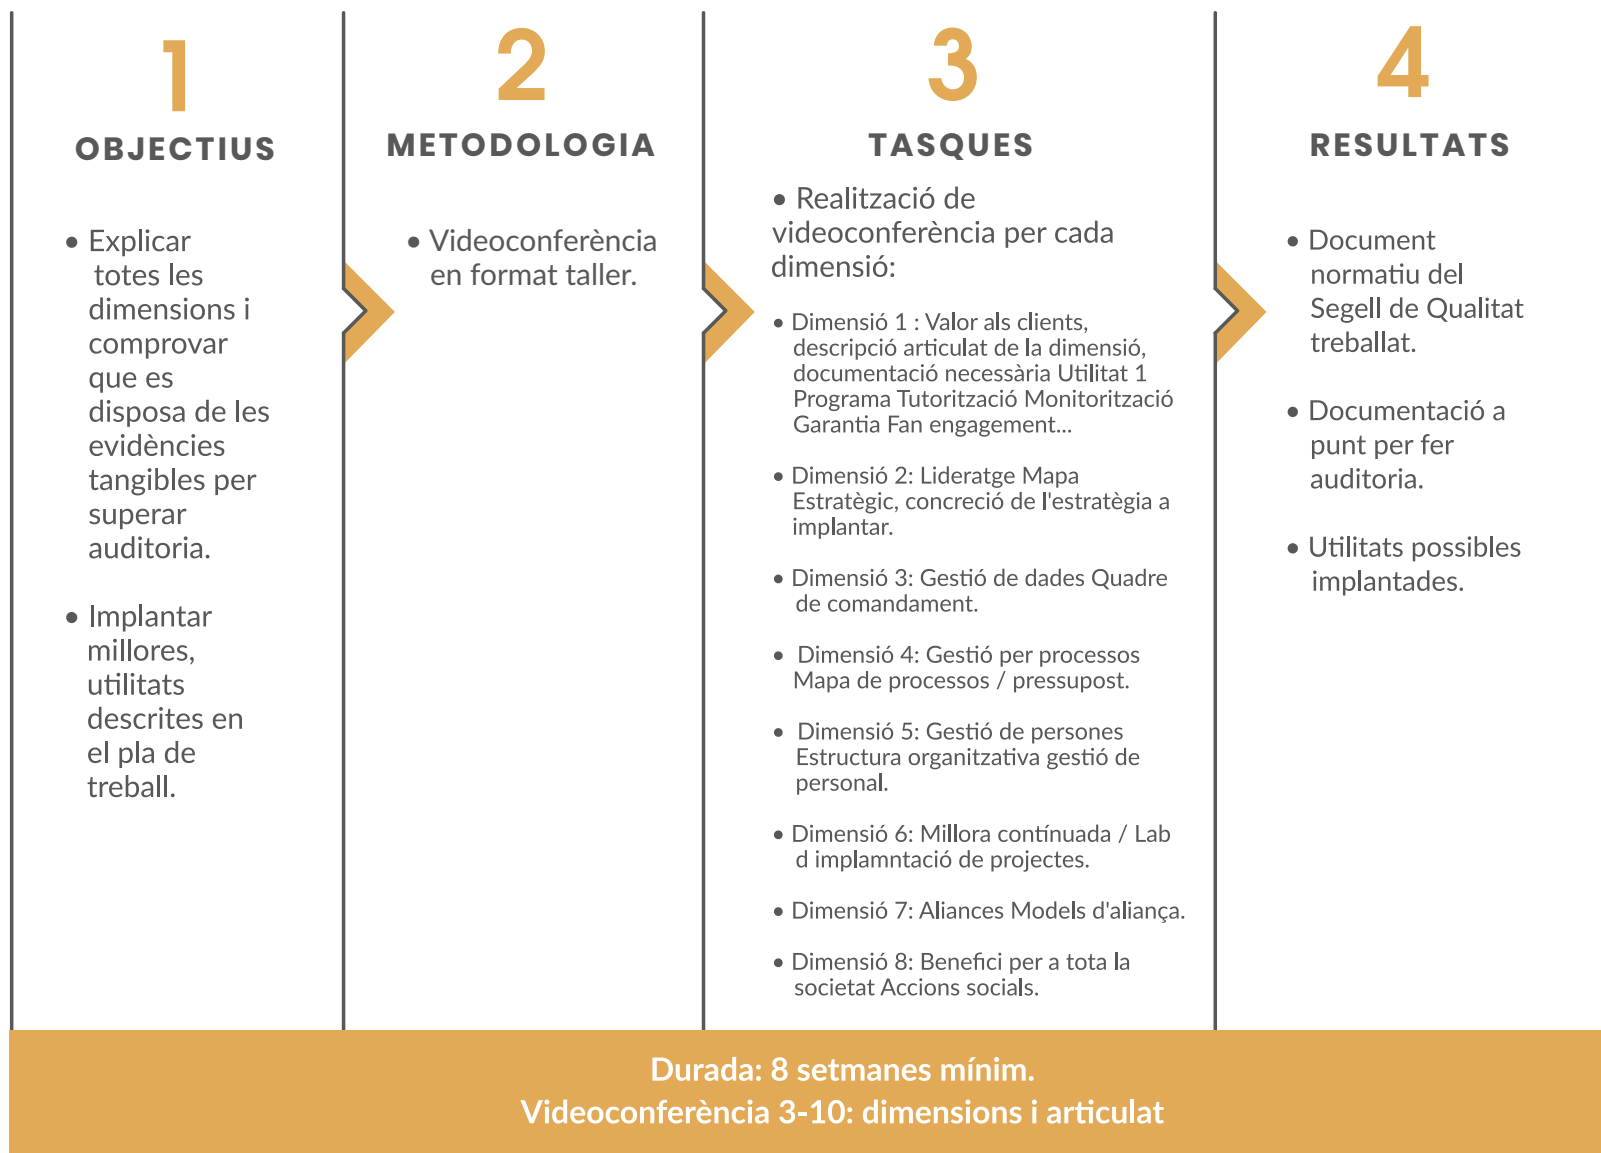 1
OBJECTIUS
• Explicar
totes les
dimensions i
comprovar
que es
disposa de les
evidències
tangibles per
superar
auditoria.
• Implantar
millores,
utilitats
descrites en
el pla de
treball.
2
METODOLOGIA
• Videoconferència
en format taller.
3
TASQUES
• Realització de
videoconferència per cada
dimensió:
• Dimensió 1 : Valor als clients,
descripció articulat de la dimensió,
documentació necessària Utilitat 1
Programa Tutorització Monitorització
Garantia Fan engagement...
• Dimensió 2: Lideratge Mapa
Estratègic, concreció de l'estratègia a
implantar.
• Dimensió 3: Gestió de dades Quadre
de comandament.
• Dimensió 4: Gestió per processos
Mapa de processos / pressupost.
• Dimensió 5: Gestió de persones
Estructura organitzativa gestió de
personal.
• Dimensió 6: Millora contínuada / Lab
d implamntació de projectes.
• Dimensió 7: Aliances Models d'aliança.
• Dimensió 8: Benefici per a tota la
societat Accions socials.
4
RESULTATS
• Document
normatiu del
Segell de Qualitat
treballat.
• Documentació a
punt per fer
auditoria.
• Utilitats possibles
implantades.
Durada: 8 setmanes mínim.
Videoconferència 3-10: dimensions i articulat